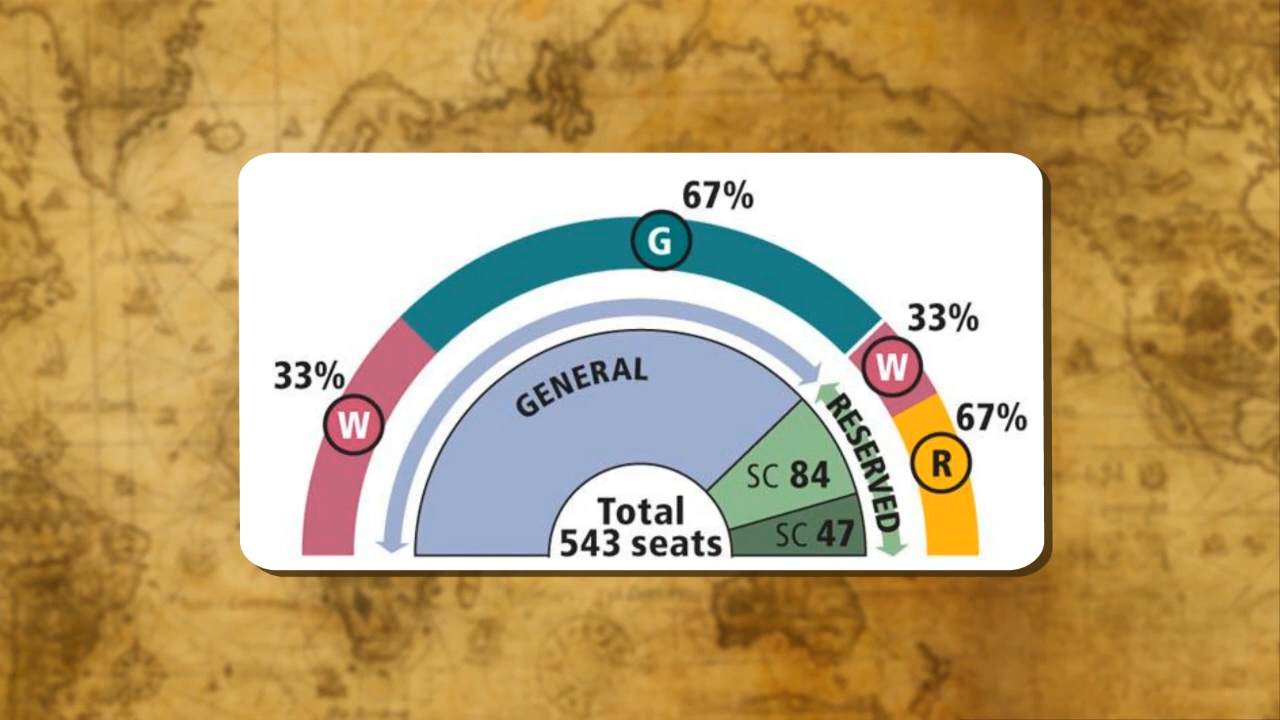 67%
G
33%
W
33%
W
67%
R
GENERAL
RESERVED
SC 84
SC 47
Total
543 seats